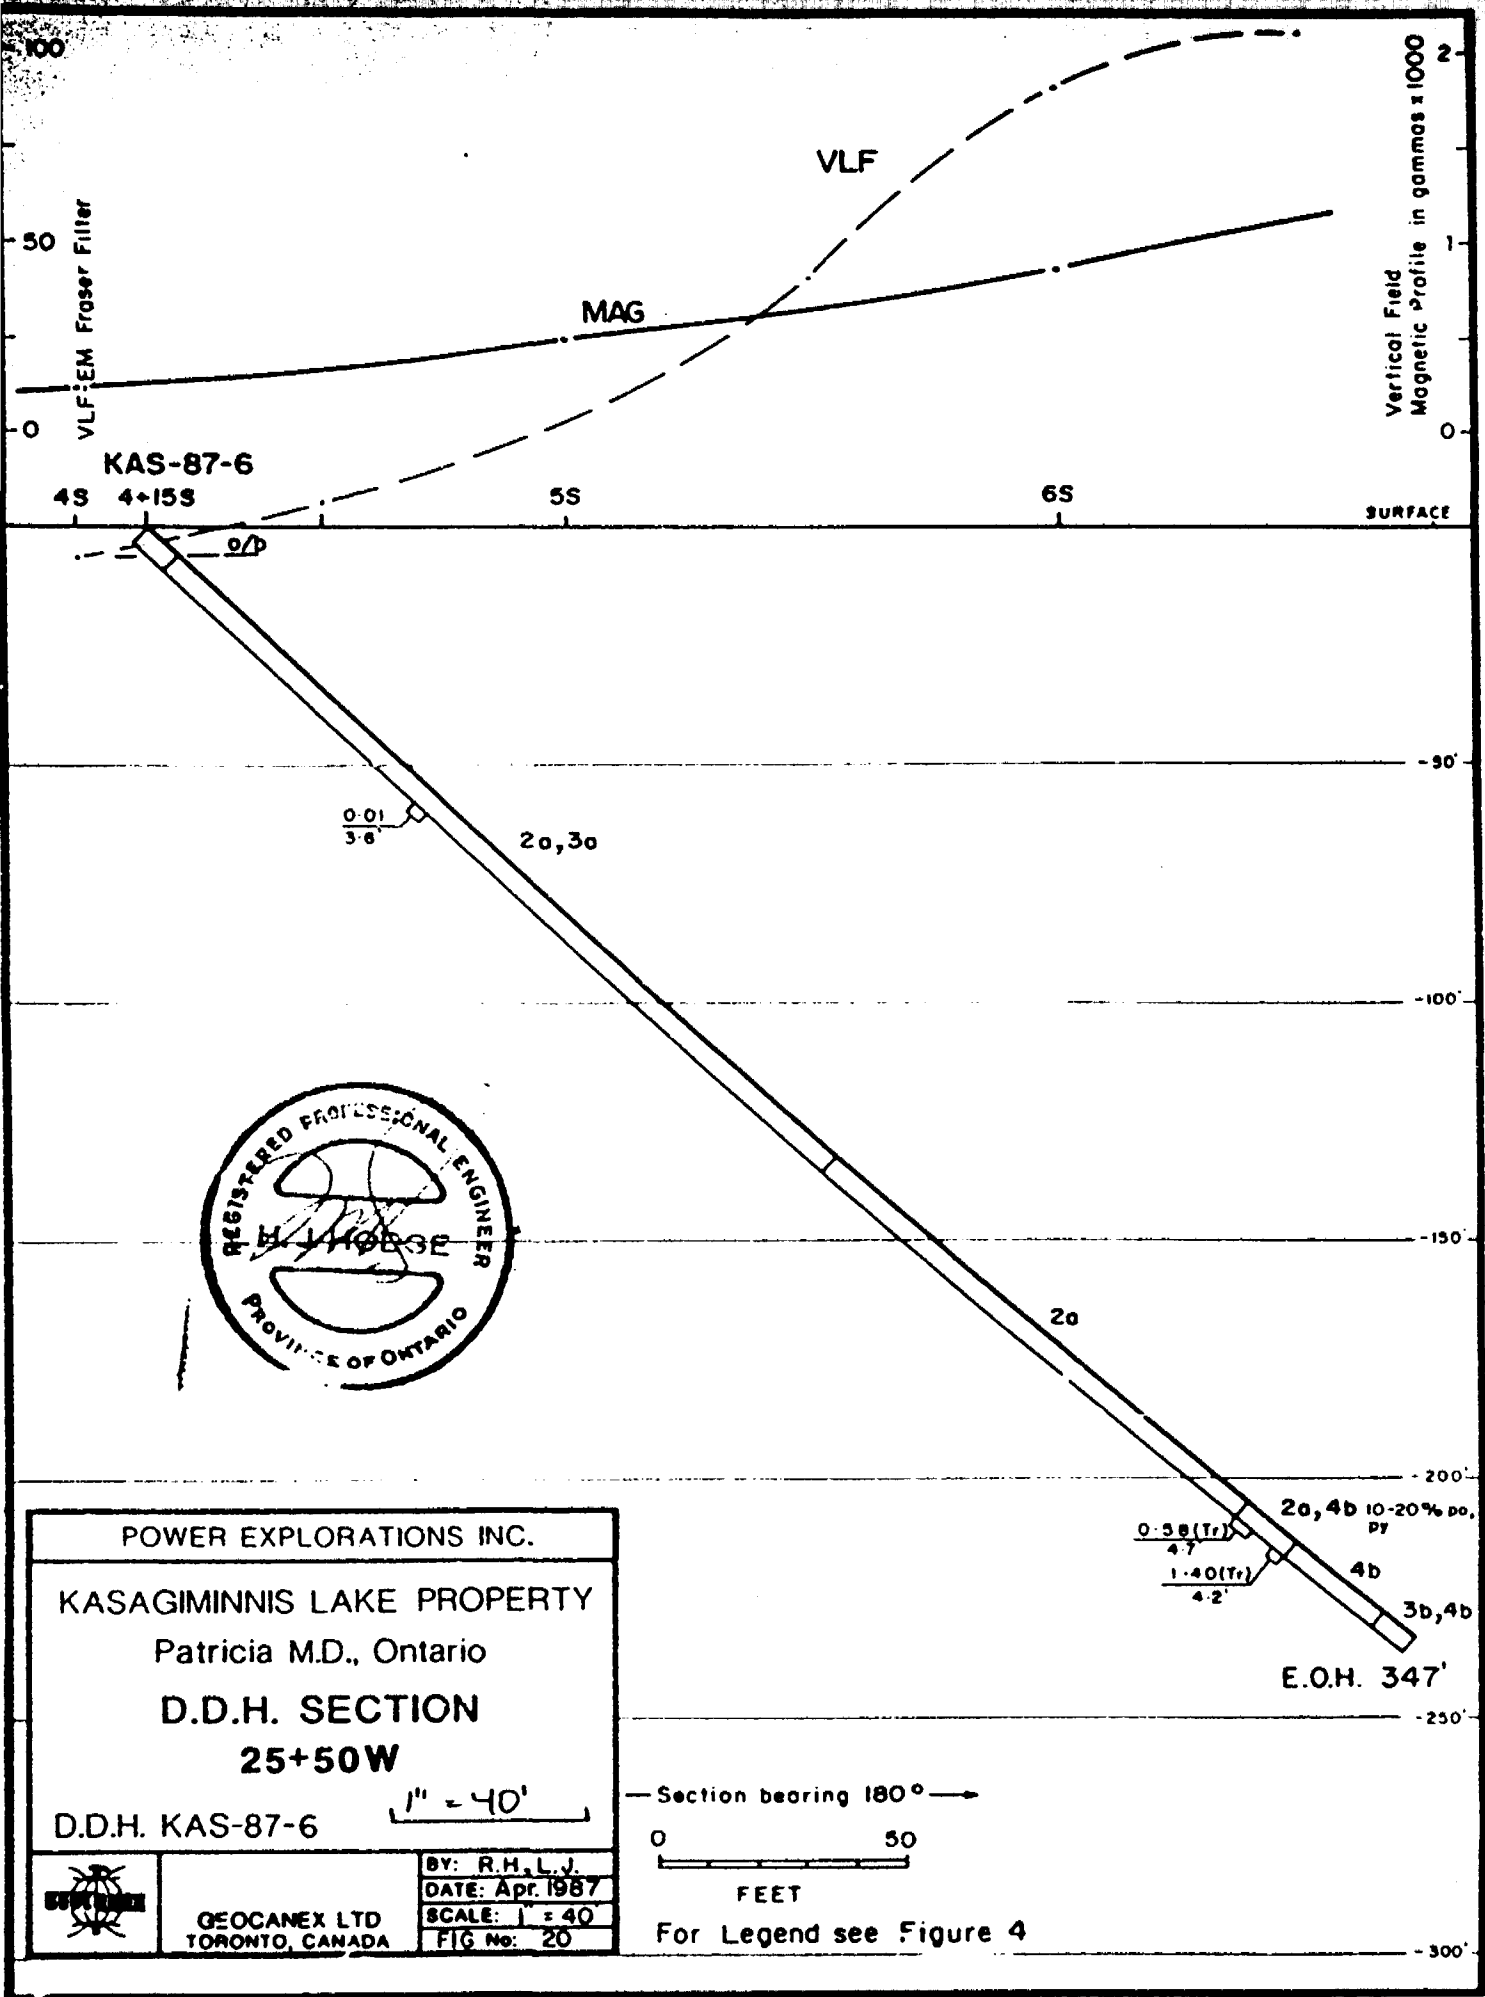 100
50
0
VLF-EM Fraser Filter
VLF
MAG
2
1
0
Vertical Field
Magnetic Profile in gammas x 1000
KAS-87-6
4S 4+15S 5S 6S
SURFACE
O/D
-50'
0.01
3.6'
2a,3a
-100'
REGISTERED PROFESSIONAL ENGINEER
PROVINCE OF ONTARIO
-150'
2a
-200'
2a, 4b 10-20% po,
py
0.58(Tr)
4.7'
1.40(Tr)
4.2'
4b
3b,4b
E.O.H. 347'
-250'
-300'
POWER EXPLORATIONS INC.
KASAGIMINNIS LAKE PROPERTY
Patricia M.D., Ontario
D.D.H. SECTION
25+50W
1" = 40'
D.D.H. KAS-87-6
GEOCANEX LTD
TORONTO, CANADA
BY: R.H., L.J.
DATE: Apr. 1987
SCALE: 1" = 40'
FIG No: 20
Section bearing 180°
0 50
FEET
For Legend see Figure 4